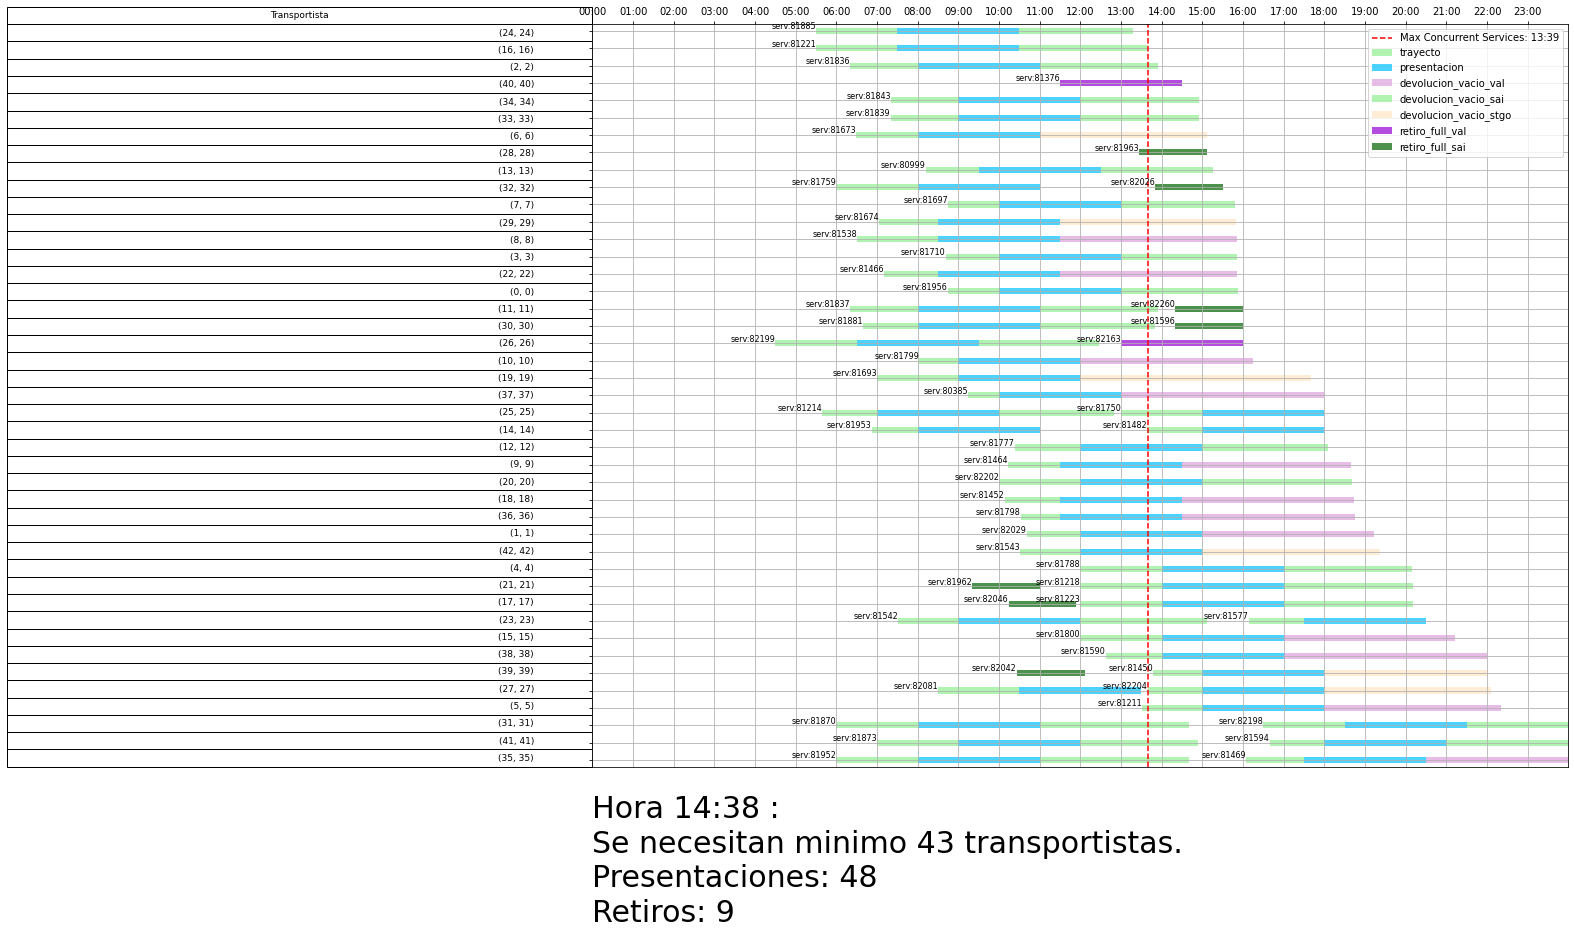 Transportista
00:00 01:00 02:00 03:00 04:00 05:00 06:00 07:00 08:00 09:00 10:00 11:00 12:00 13:00 14:00 15:00 16:00 17:00 18:00 19:00 20:00 21:00 22:00 23:00
Max Concurrent Services: 13:39
trayecto
presentacion
devolucion_vacio_val
devolucion_vacio_sai
devolucion_vacio_stgo
retiro_full_val
retiro_full_sai
(24, 24) serv:81885
(16, 16) serv:81221
(2, 2) serv:81836
(40, 40) serv:81376
(34, 34) serv:81843
(33, 33) serv:81839
(6, 6) serv:81673
(28, 28) serv:81963
(13, 13) serv:80999
(32, 32) serv:81759 serv:82026
(7, 7) serv:81697
(29, 29) serv:81674
(8, 8) serv:81538
(3, 3) serv:81710
(22, 22) serv:81466
(0, 0) serv:81956
(11, 11) serv:81837 serv:82260
(30, 30) serv:81881 serv:81596
(26, 26) serv:82199 serv:82163
(10, 10) serv:81799
(19, 19) serv:81693
(37, 37) serv:80385
(25, 25) serv:81214 serv:81750
(14, 14) serv:81953 serv:81482
(12, 12) serv:81777
(9, 9) serv:81464
(20, 20) serv:82202
(18, 18) serv:81452
(36, 36) serv:81798
(1, 1) serv:82029
(42, 42) serv:81543
(4, 4) serv:81788
(21, 21) serv:81962 serv:81218
(17, 17) serv:82046 serv:81223
(23, 23) serv:81542 serv:81577
(15, 15) serv:81800
(38, 38) serv:81590
(39, 39) serv:82042 serv:81450
(27, 27) serv:82081 serv:82204
(5, 5) serv:81211
(31, 31) serv:81870 serv:82198
(41, 41) serv:81873 serv:81594
(35, 35) serv:81952 serv:81469
Hora 14:38 :
Se necesitan minimo 43 transportistas.
Presentaciones: 48
Retiros: 9